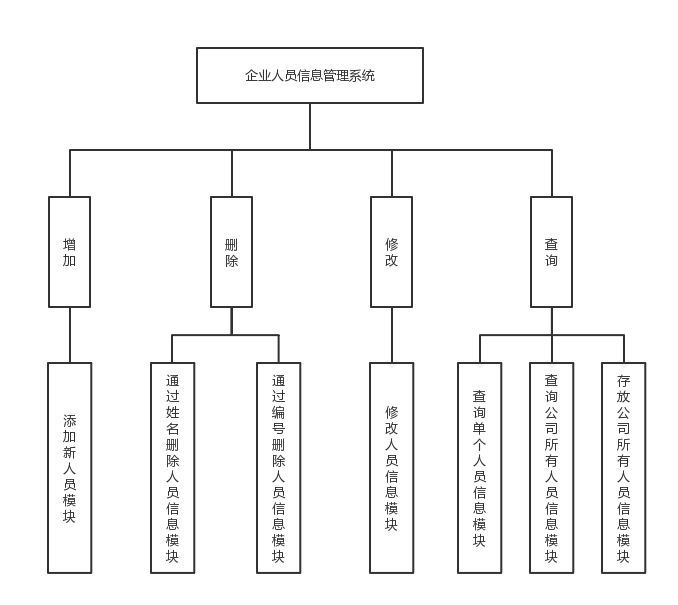 企业人员信息管理系统
增加
删除
修改
查询
添加新人员模块
通过姓名删除人员信息模块
通过编号删除人员信息模块
修改人员信息模块
查询单个人员信息模块
查询公司所有人员信息模块
存放公司所有人员信息模块